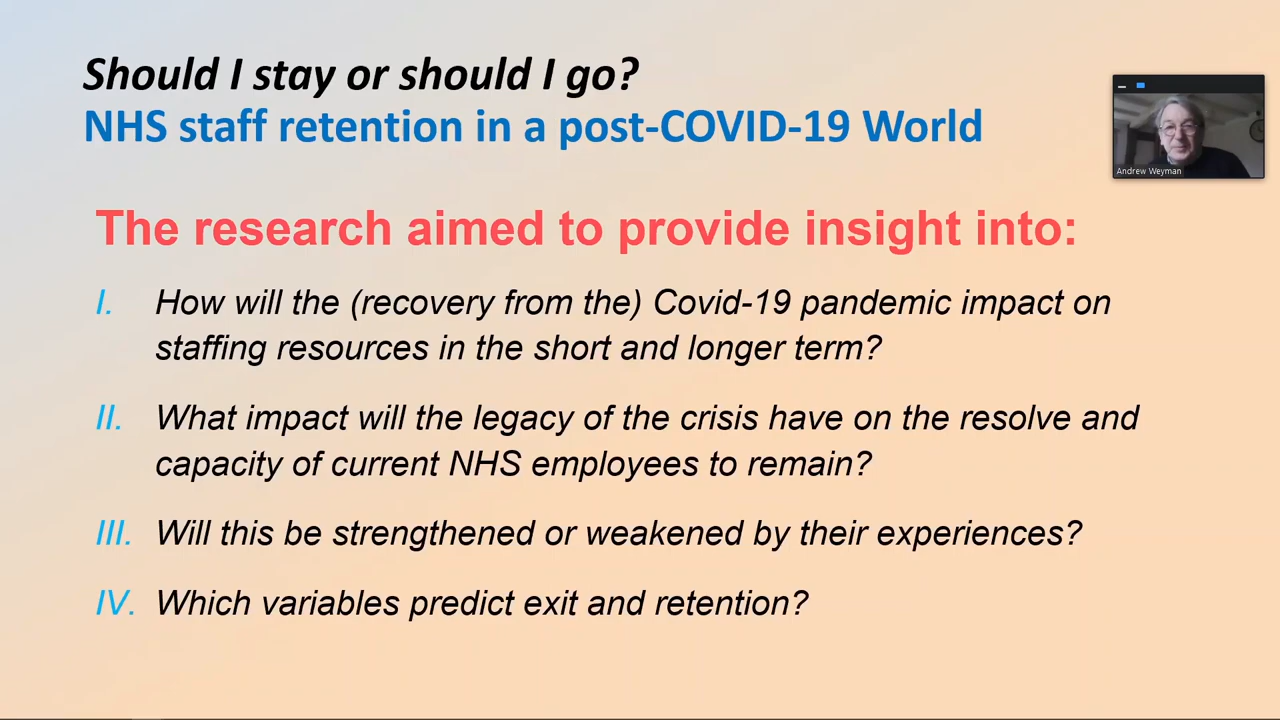 Should I stay or should I go?
NHS staff retention in a post-COVID-19 World
Andrew Weyman
The research aimed to provide insight into:
I. How will the (recovery from the) Covid-19 pandemic impact on
staffing resources in the short and longer term?
II. What impact will the legacy of the crisis have on the resolve and
capacity of current NHS employees to remain?
III. Will this be strengthened or weakened by their experiences?
IV. Which variables predict exit and retention?